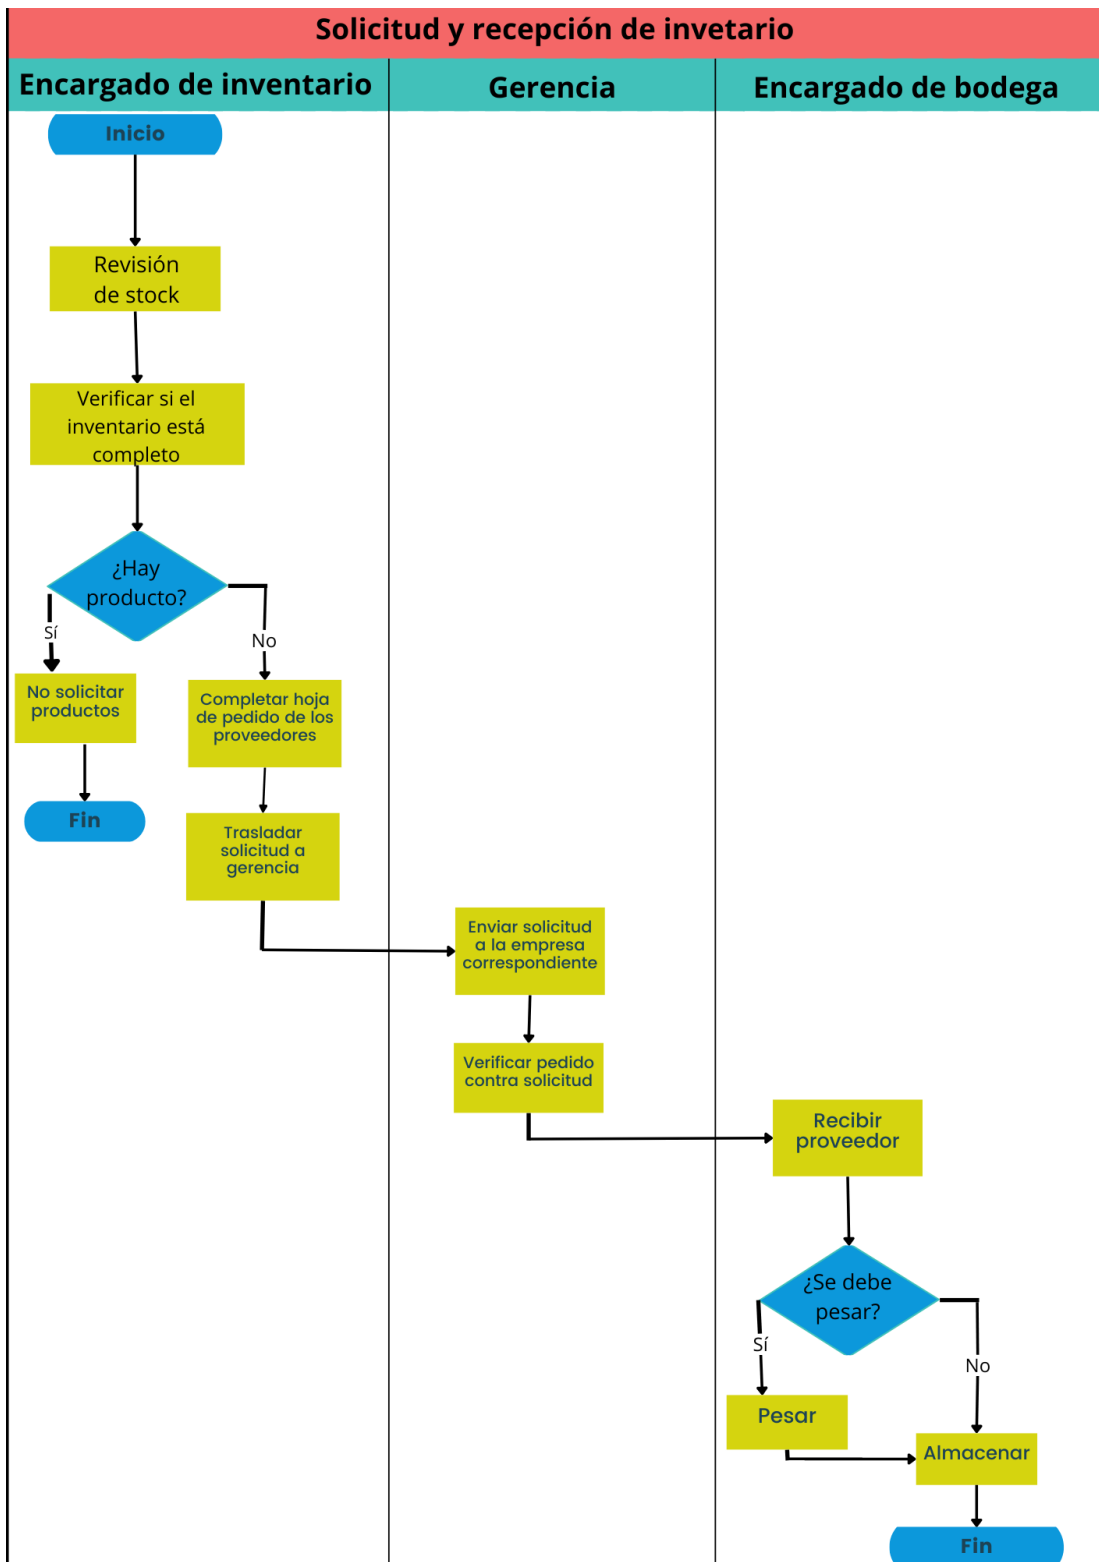 Solicitud y recepción de invetario
Encargado de inventario
Gerencia
Encargado de bodega
Inicio
Revisión
de stock
Verificar si el
inventario está
completo
¿Hay
producto?
Sí
No
No solicitar
productos
Completar hoja
de pedido de los
proveedores
Fin
Trasladar
solicitud a
gerencia
Enviar solicitud
a la empresa
correspondiente
Verificar pedido
contra solicitud
Recibir
proveedor
¿Se debe
pesar?
Sí
No
Pesar
Almacenar
Fin